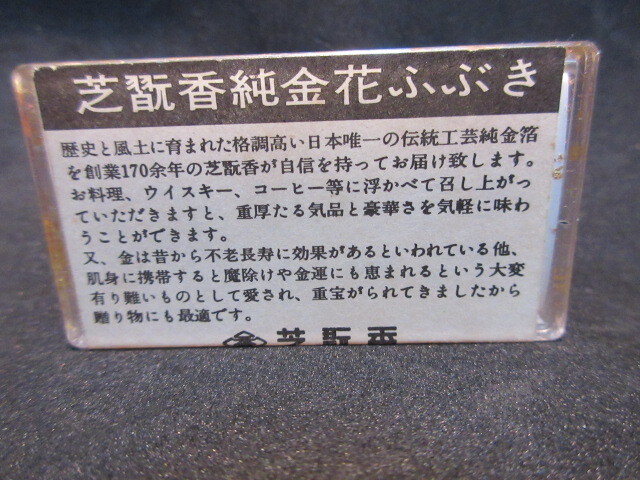 芝翫香純金花ふぶき
歴史と風土に育まれた格調高い日本唯一の伝統工芸純金箔
を創業170余年の芝翫香が自信を持ってお届け致します。
お料理、ウイスキー、コーヒー等に浮かべて召し上がっ
ていただきますと、重厚たる気品と豪華さを気軽に味わ
うことができます。
又、金は昔から不老長寿に効果があるといわれている他、
肌身に携帯すると魔除けや金運にも恵まれるという大変
有り難いものとして愛され、重宝がられてきましたから
贈り物にも最適です。
芝翫香